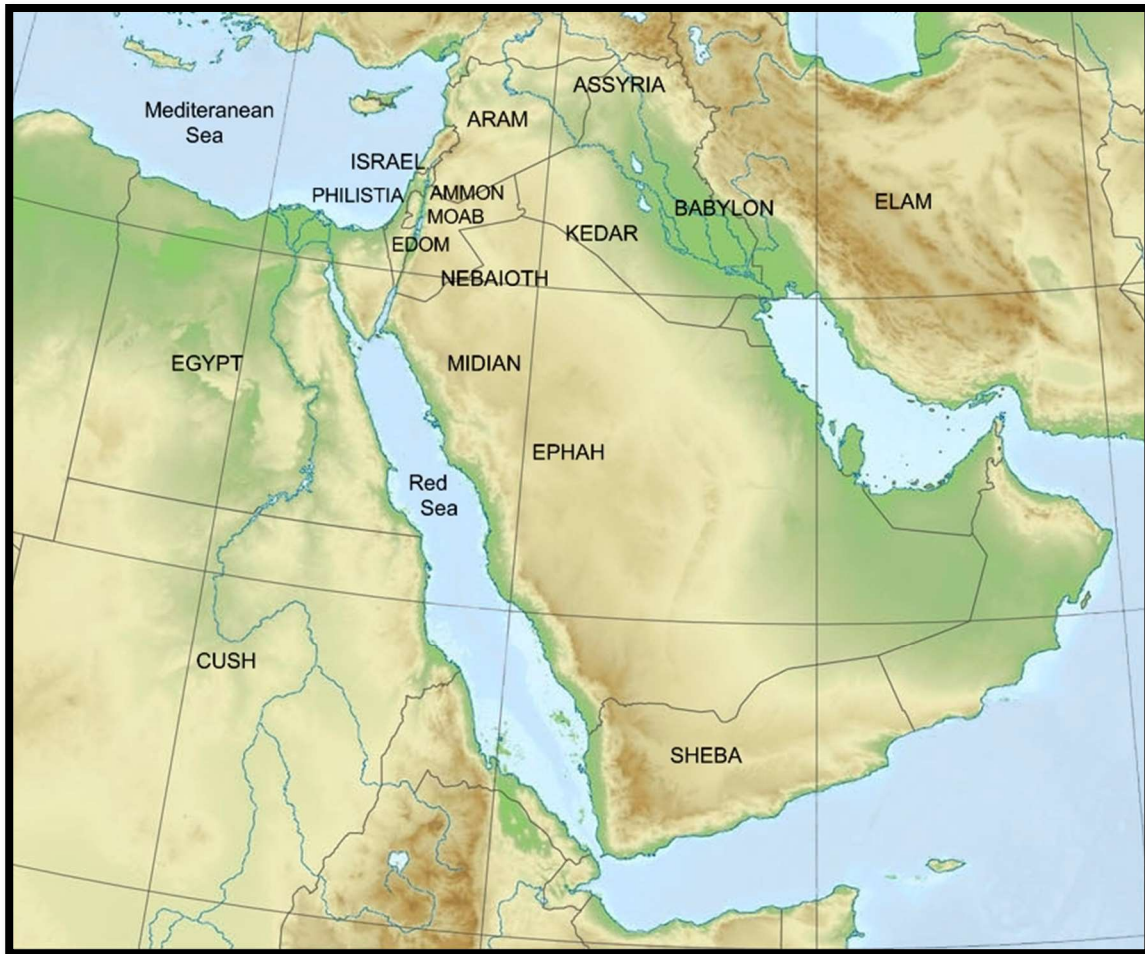 ASSYRIA
Mediteranean
Sea
ARAM
ISRAEL
PHILISTIA
AMMON
MOAB
BABYLON
ELAM
KEDAR
EDOM
NEBAIOTH
EGYPT
MIDIAN
EPHAH
Red
Sea
CUSH
SHEBA